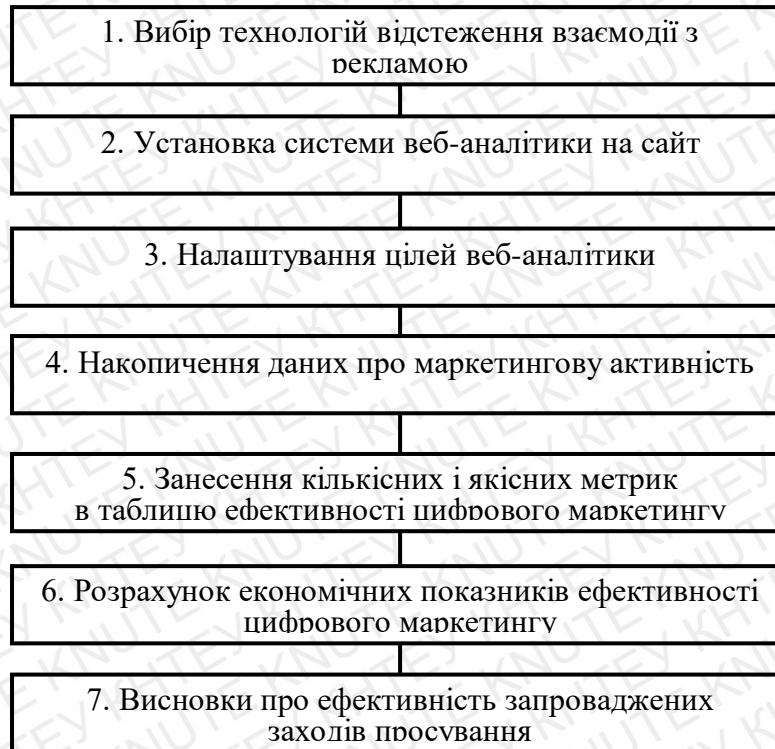 1. Вибір технологій відстеження взаємодії з
рекламою
2. Установка системи веб-аналітики на сайт
3. Налаштування цілей веб-аналітики
4. Накопичення даних про маркетингову активність
5. Занесення кількісних і якісних метрик
в таблицю ефективності цифрового маркетингу
6. Розрахунок економічних показників ефективності
цифрового маркетингу
7. Висновки про ефективність запроваджених
заходів просування